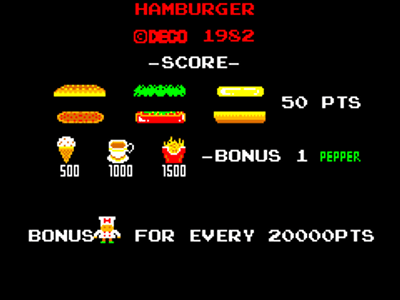 HAMBURGER
©DECO 1982
-SCORE-
50 PTS
500 1000 1500 -BONUS 1 PEPPER
BONUS FOR EVERY 20000PTS